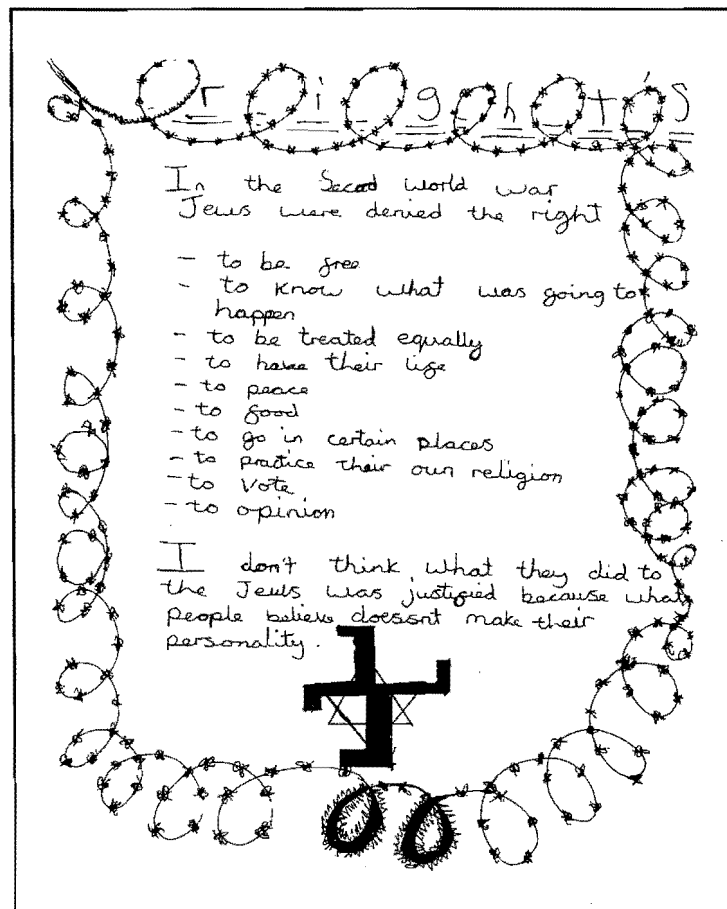 rights
In the Second world war
Jews were denied the right
- to be free
- to know what was going to
happen
- to be treated equally
- to have their life
- to peace
- to food
- to go in certain places
- to practice their own religion
- to vote
- to opinion
I don't think what they did to
the Jews was justified because what
people believe doessnt make their
personality.